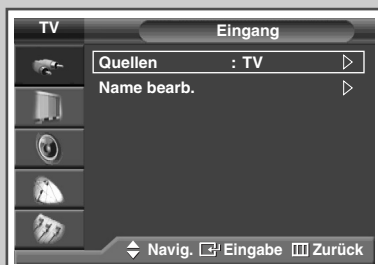 TV Eingang
Quellen : TV
Name bearb.
Navig. Eingabe Zurück